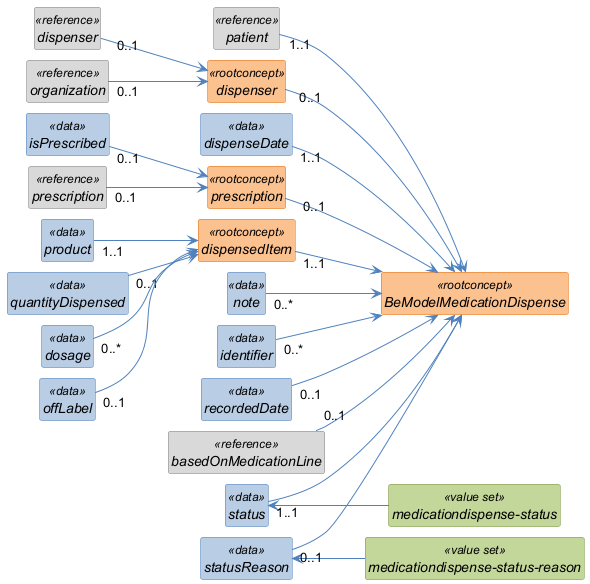 «reference»
dispenser
0..1
«reference»
patient
1..1
«reference»
organization
0..1
«rootconcept»
dispenser
0..1
«data»
isPrescribed
0..1
«data»
dispenseDate
1..1
«reference»
prescription
0..1
«rootconcept»
prescription
0..1
«data»
product
1..1
«rootconcept»
dispensedItem
1..1
«data»
quantityDispensed
0..1
«data»
note
0..*
«rootconcept»
BeModelMedicationDispense
«data»
dosage
0..*
«data»
identifier
0..*
«data»
offLabel
0..1
«data»
recordedDate
0..1
«reference»
basedOnMedicationLine
0..1
«data»
status
1..1
«value set»
medicationdispense-status
«data»
statusReason
0..1
«value set»
medicationdispense-status-reason